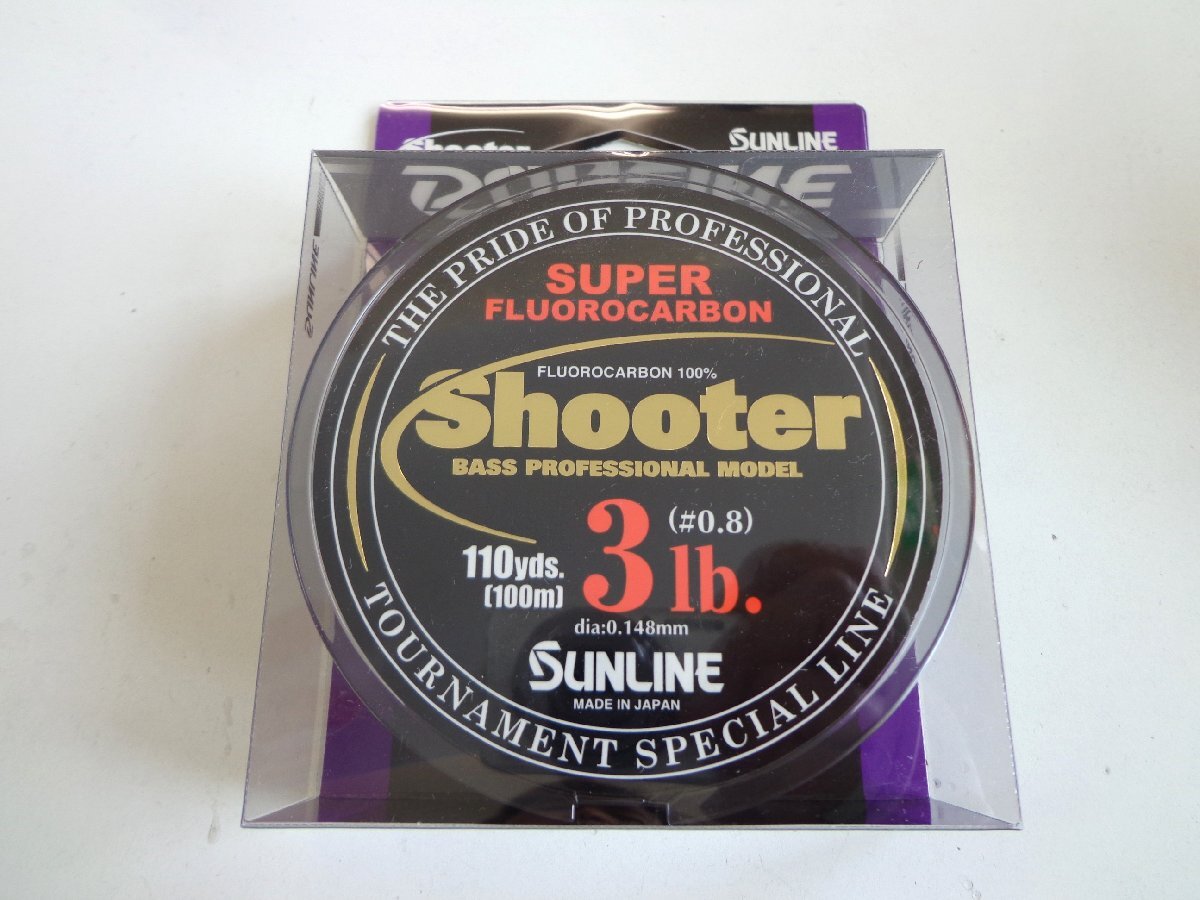 Shooter
SUNLINE
SUNLINE
THE PRIDE OF PROFESSIONAL
SUPER
FLUOROCARBON
FLUOROCARBON 100%
Shooter
BASS PROFESSIONAL MODEL
3 lb.
(#0.8)
110yds.
(100m)
dia:0.148mm
SUNLINE
MADE IN JAPAN
TOURNAMENT SPECIAL LINE